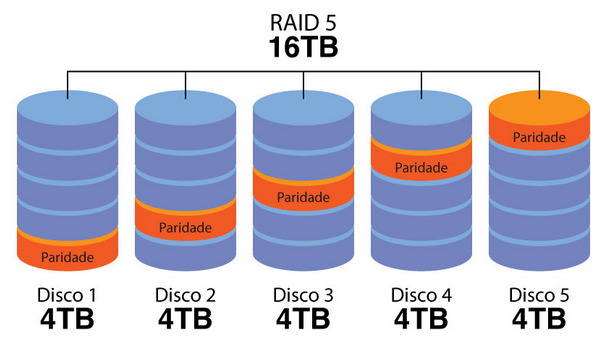 RAID 5
16TB
Paridade
Paridade
Paridade
Paridade
Paridade
Disco 1
4TB
Disco 2
4TB
Disco 3
4TB
Disco 4
4TB
Disco 5
4TB